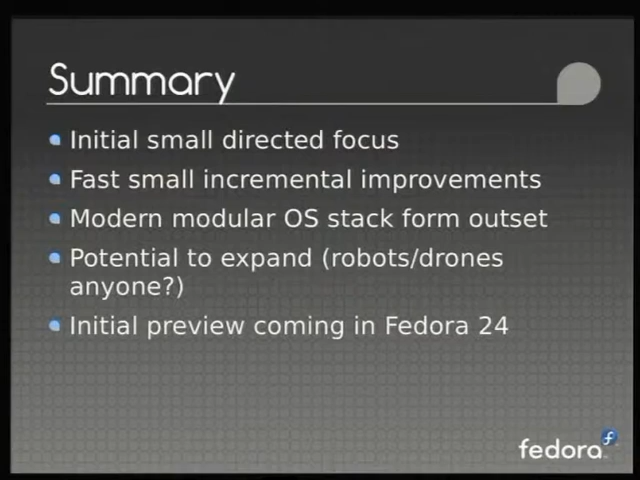 Summary
Initial small directed focus
Fast small incremental improvements
Modern modular OS stack form outset
Potential to expand (robots/drones
anyone?)
Initial preview coming in Fedora 24
fedora